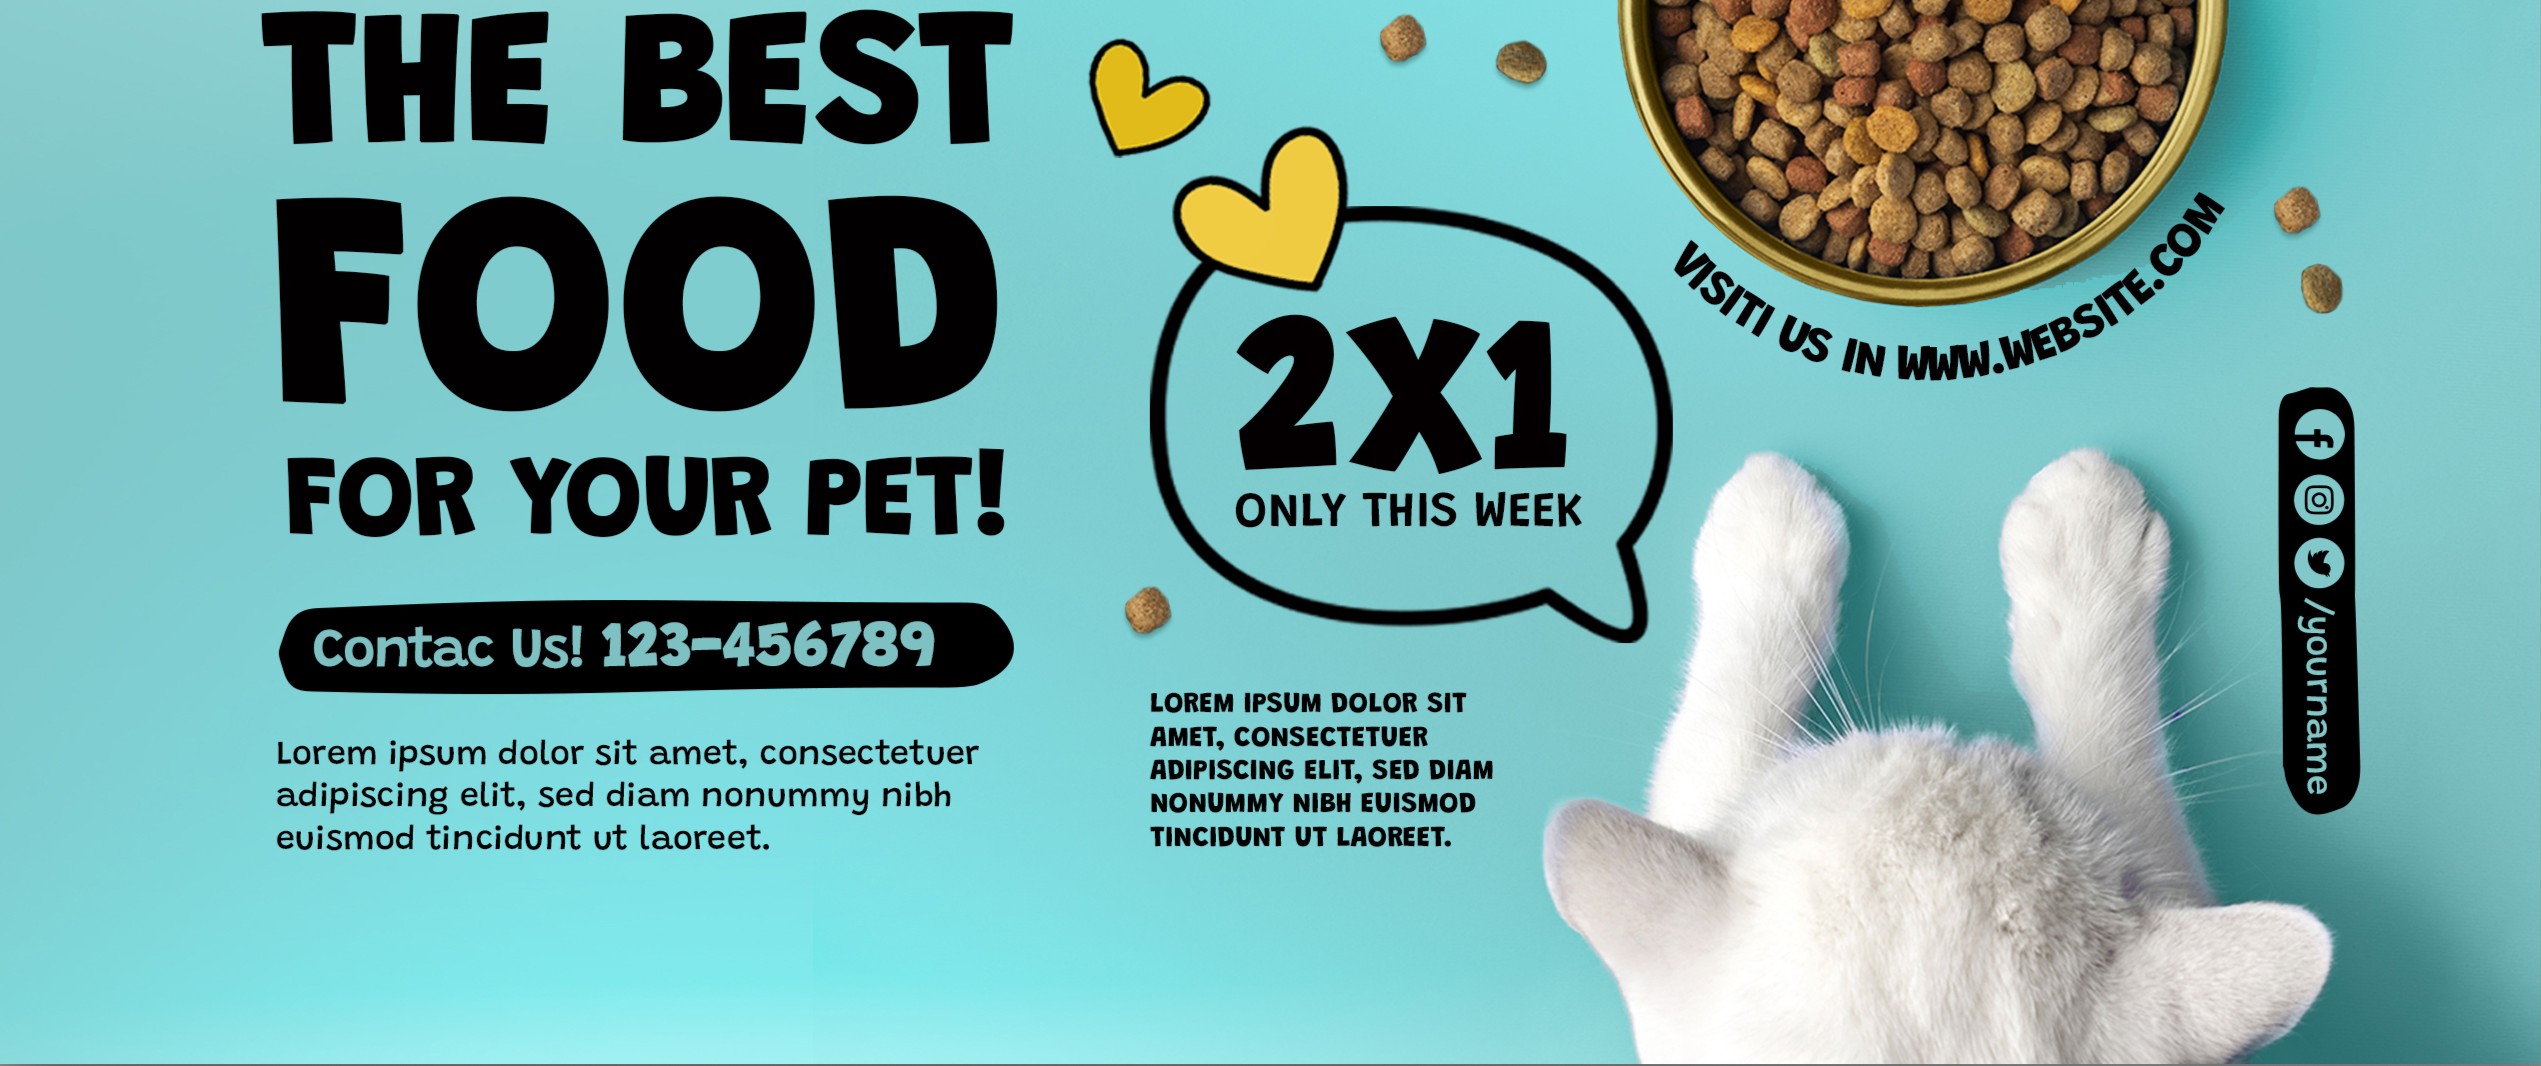 THE BEST
FOOD
FOR YOUR PET!
Contac Us! 123-456789
Lorem ipsum dolor sit amet, consectetuer
adipiscing elit, sed diam nonummy nibh
euismod tincidunt ut laoreet.
2X1
ONLY THIS WEEK
LOREM IPSUM DOLOR SIT
AMET, CONSECTETUER
ADIPISCING ELIT, SED DIAM
NONUMMY NIBH EUISMOD
TINCIDUNT UT LAOREET.
VISITI US IN WWW.WEBSITE.COM
/yourname